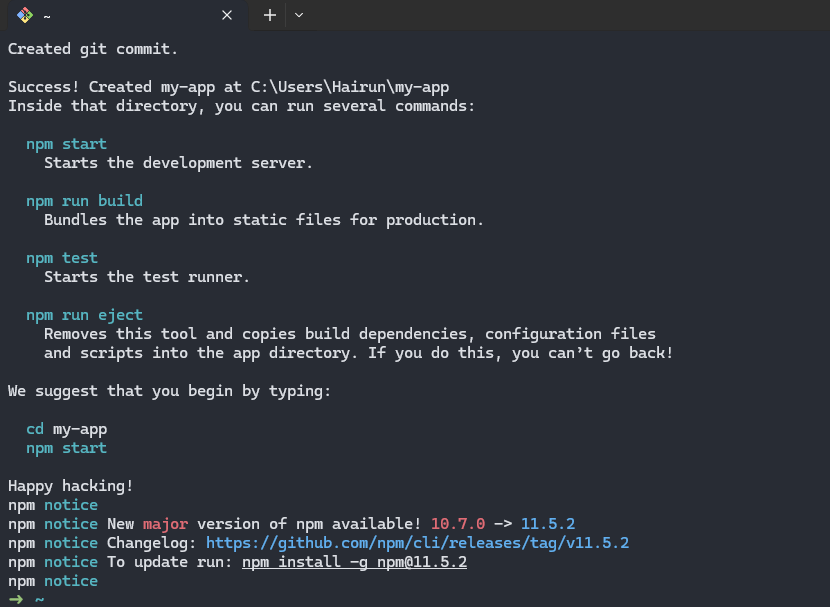 ~
Created git commit.
Success! Created my-app at C:\Users\Hairun\my-app
Inside that directory, you can run several commands:
npm start
Starts the development server.
npm run build
Bundles the app into static files for production.
npm test
Starts the test runner.
npm run eject
Removes this tool and copies build dependencies, configuration files
and scripts into the app directory. If you do this, you can’t go back!
We suggest that you begin by typing:
cd my-app
npm start
Happy hacking!
npm notice
npm notice New major version of npm available! 10.7.0 -> 11.5.2
npm notice Changelog: https://github.com/npm/cli/releases/tag/v11.5.2
npm notice To update run: npm install -g npm@11.5.2
npm notice
➜ ~